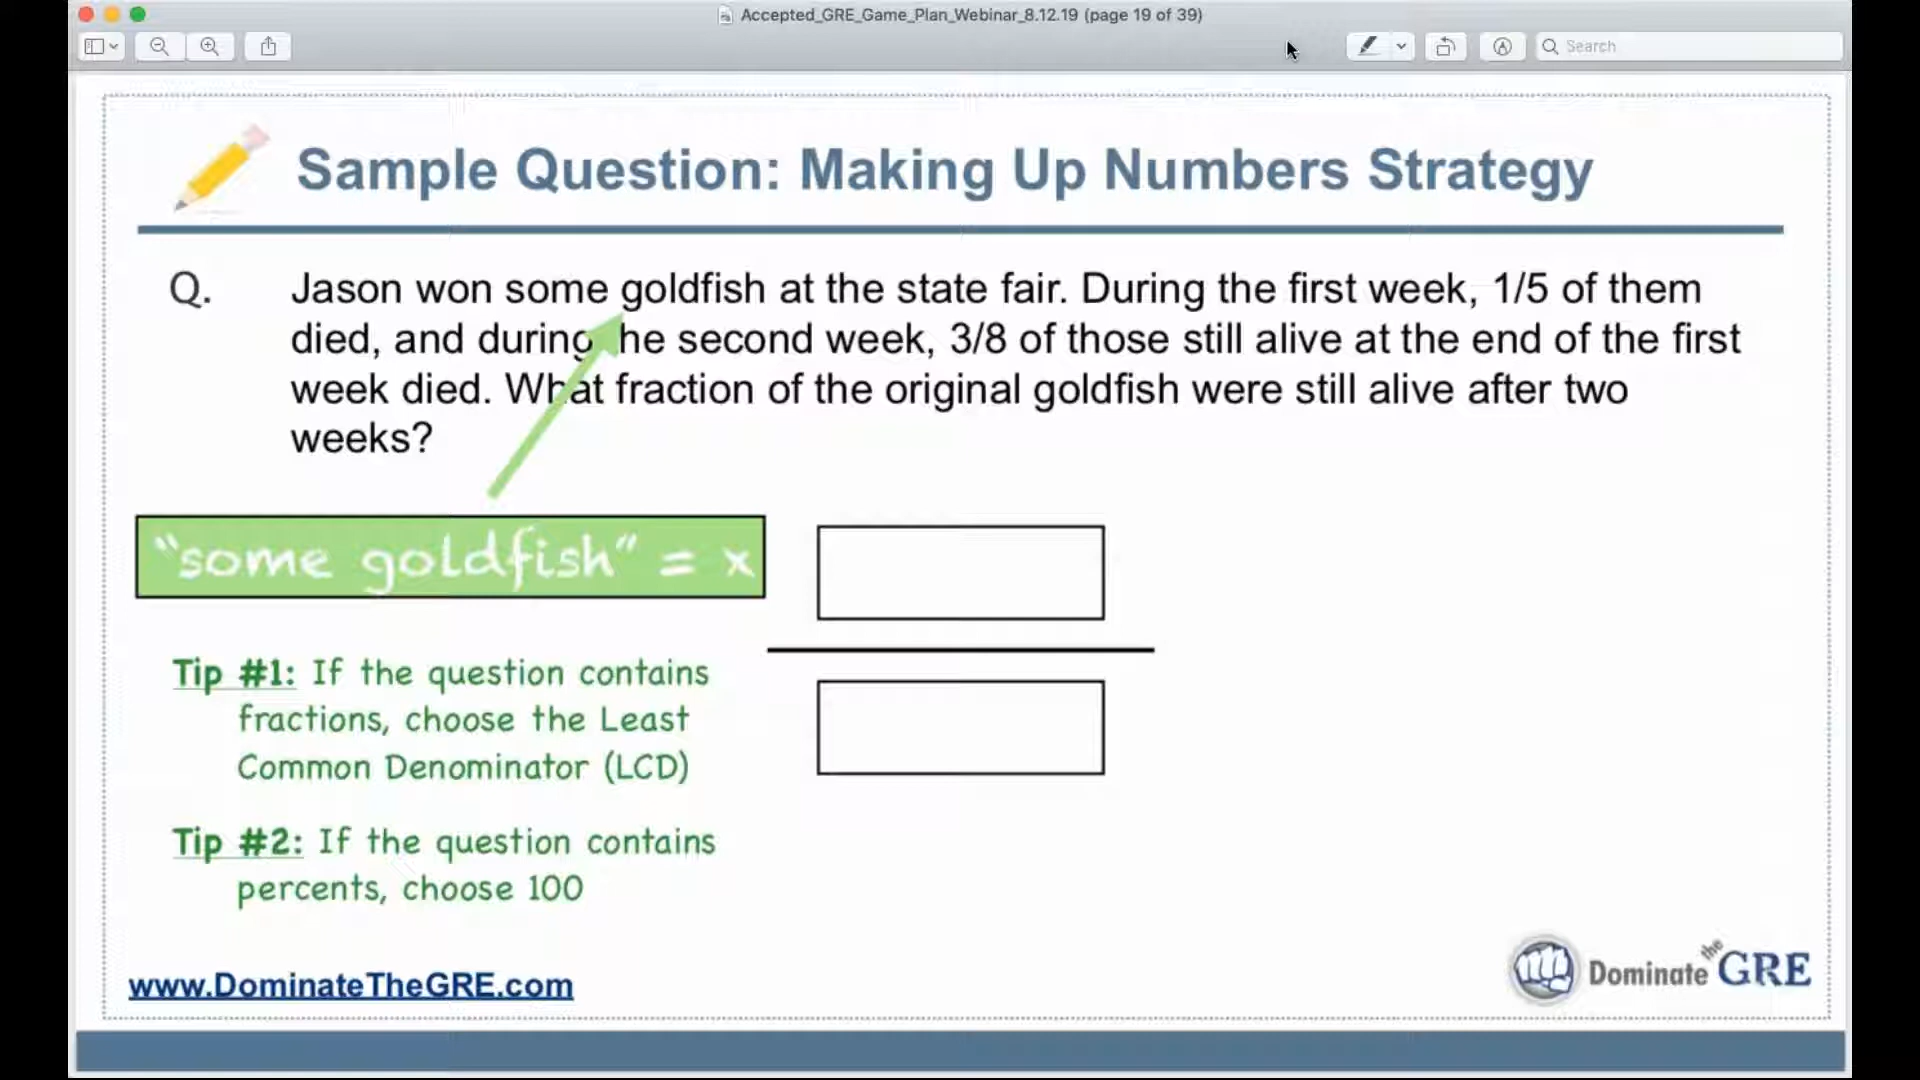 Accepted_GRE_Game_Plan_Webinar_8.12.19 (page 19 of 39)
Search
Sample Question: Making Up Numbers Strategy
Q. Jason won some goldfish at the state fair. During the first week, 1/5 of them
died, and during the second week, 3/8 of those still alive at the end of the first
week died. What fraction of the original goldfish were still alive after two
weeks?
"some goldfish" = x
Tip #1: If the question contains
fractions, choose the Least
Common Denominator (LCD)
Tip #2: If the question contains
percents, choose 100
www.DominateTheGRE.com
Dominate the GRE